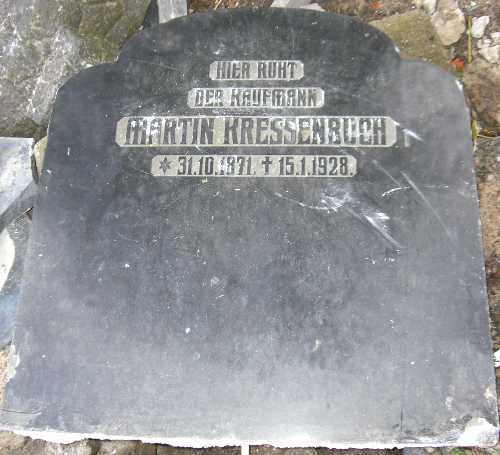 HIER RUHT
DER KAUFMANN
MARTIN KRESSENBUCH
* 31.10.1871. ✝ 15.1.1928.